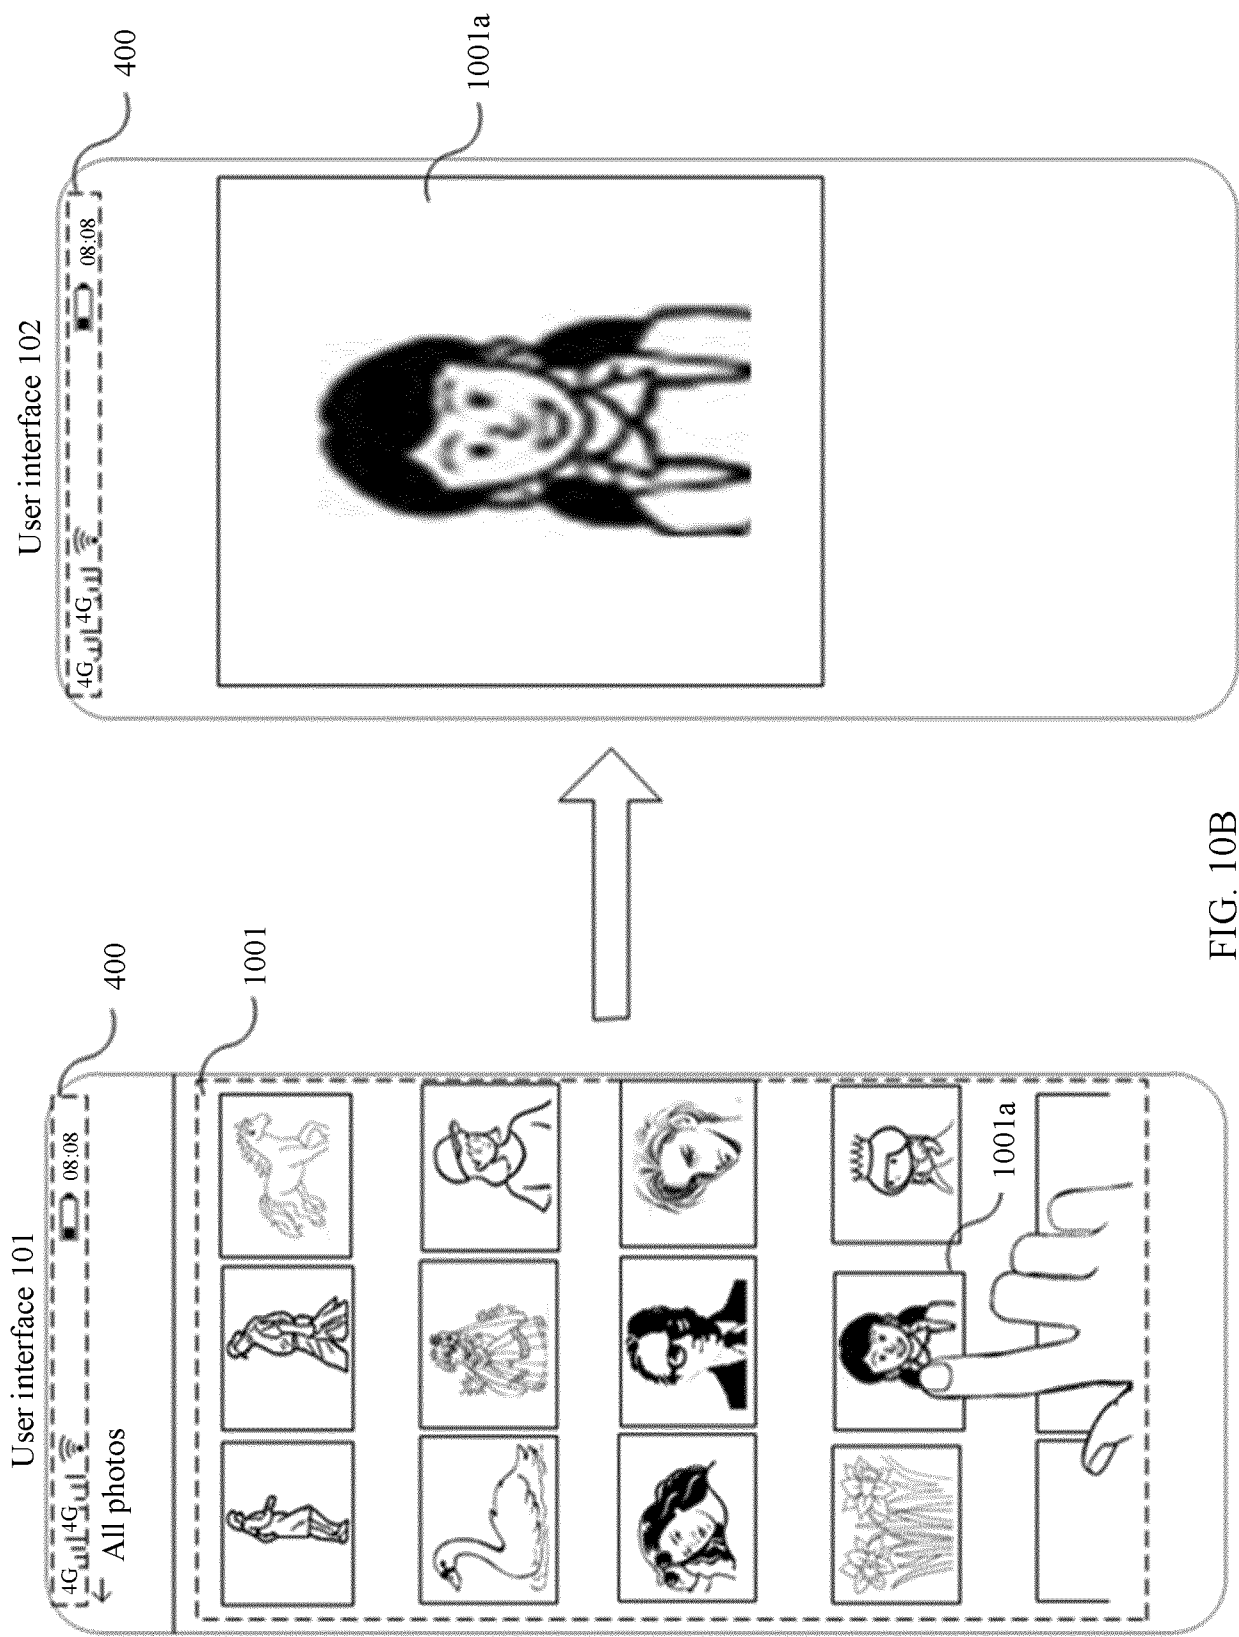 User interface 101
400
4G 4G 08:08
← All photos
1001
1001a
User interface 102
400
4G 4G 08:08
1001a
FIG. 10B